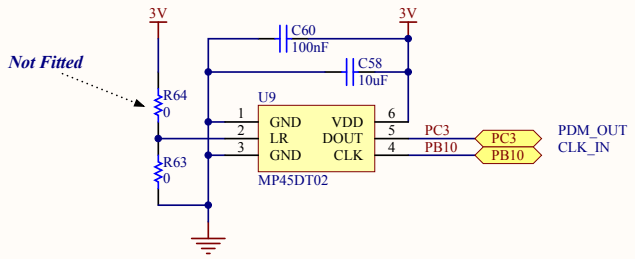 3V
3V
C60
100nF
Not Fitted
C58
10uF
R64
0
U9
1
GND
VDD
6
2
LR
DOUT
5
PC3
PC3
PDM_OUT
3
GND
CLK
4
PB10
PB10
CLK_IN
R63
0
MP45DT02